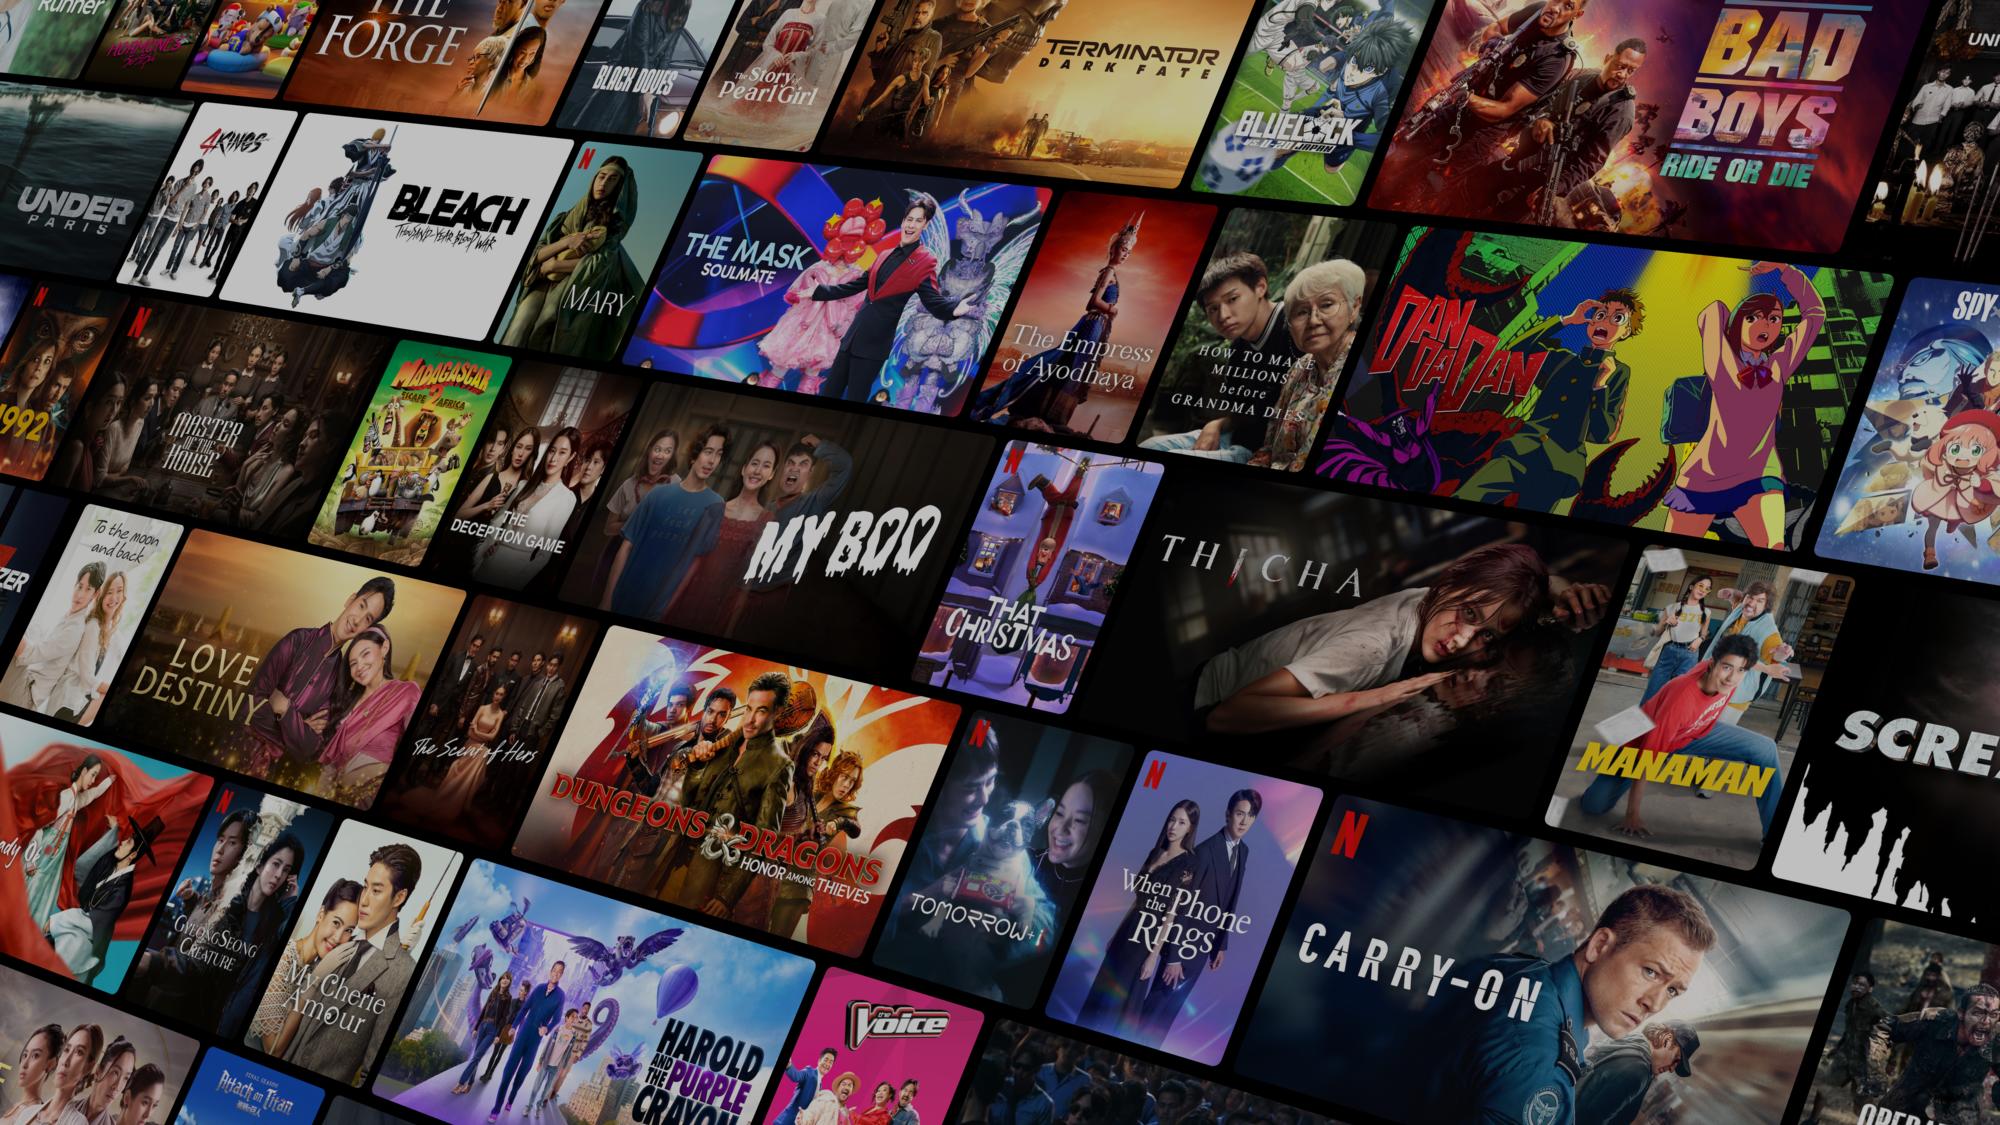 Runner
THE
FORGE
BLACK DOVES
The Story of
Pearl Girl
TERMINATOR
DARK FATE
BLUELOCK
VS. U-20 JAPAN
BAD
BOYS
RIDE OR DIE
UNI
UNDER
PARIS
4KINGS
BLEACH
THOUSAND-YEAR BLOOD WAR
N
MARY
THE MASK
SOULMATE
The Empress
of Ayodhaya
HOW TO MAKE
MILLIONS
before
GRANDMA DIES
DAN
DA DAN
SPY
N
1992
N
MASTER
OF THE
HOUSE
MADAGASCAR
ESCAPE 2 AFRICA
THE
DECEPTION GAME
MY BOO
N
THAT
CHRISTMAS
THICHA
MANAMAN
SCRE
ZER
To the moon
and back
LOVE
DESTINY
The Scent of Hers
DUNGEONS & DRAGONS
HONOR AMONG THIEVES
N
TOMORROW+I
N
When
the Phone
Rings
N
CARRY-ON
ady Of
N
GYEONGSEONG
CREATURE
My Cherie
Amour
HAROLD
AND THE
PURPLE
CRAYON
the
Voice
OPERA
FINAL SEASON
Attack on Titan